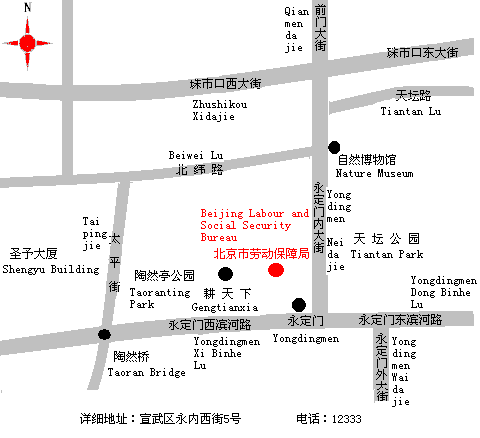 N
Qian
men
da
jie
前门大街
珠市口东大街
珠市口西大街
Zhushikou
Xidajie
天坛路
Tiantan Lu
Beiwei Lu
北纬路
自然博物馆
Nature Museum
永定门内大街
Yong
ding
men
Nei
da
jie
Beijing Labour and
Social Security
Bureau
北京市劳动保障局
Tai
ping
jie
太平街
圣予大厦
Shengyu Building
天坛公园
Tiantan Park
陶然亭公园
Taoranting
Park
耕天下
Gengtianxia
Yongdingmen
Dong Binhe
Lu
永定门西滨河路
永定门
永定门东滨河路
Yongdingmen
Xi Binhe
Lu
Yongdingmen
陶然桥
Taoran Bridge
永定门外大街
Yong
ding
men
Wai
da
jie
详细地址：宣武区永内西街5号
电话：12333